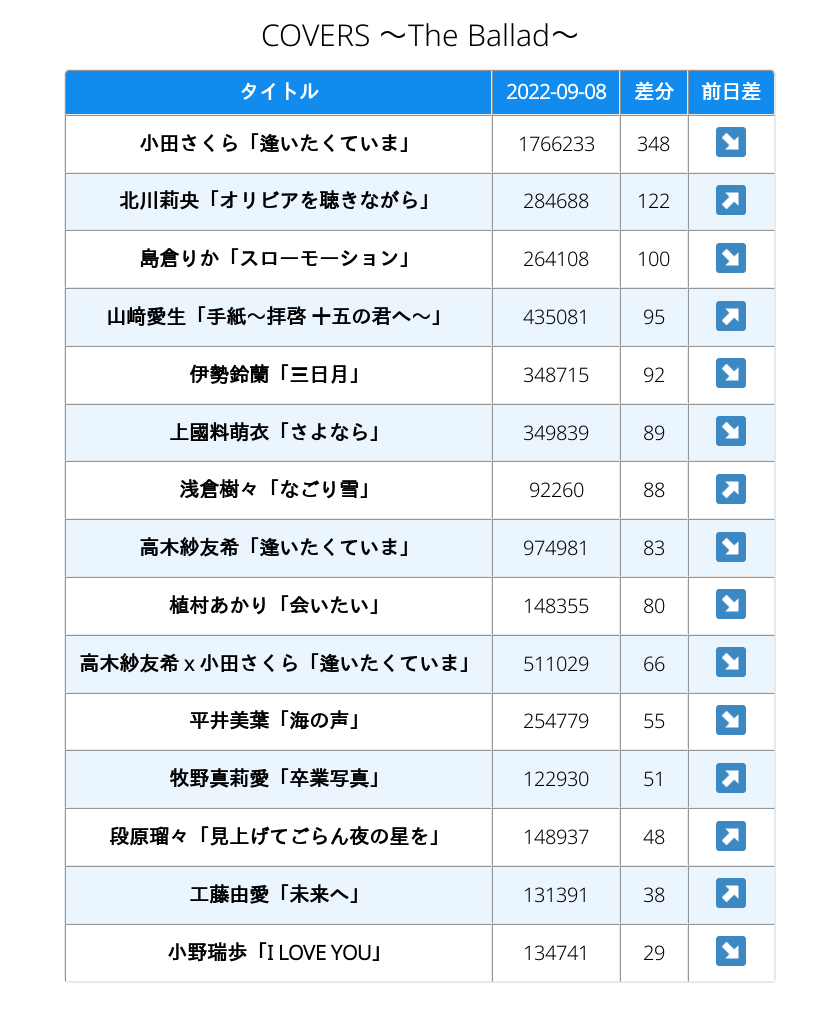 COVERS ～The Ballad～
タイトル 2022-09-08 差分 前日差
小田さくら「逢いたくていま」 1766233 348 ↘
北川莉央「オリビアを聴きながら」 284688 122 ↗
島倉りか「スローモーション」 264108 100 ↘
山﨑愛生「手紙～拝啓 十五の君へ～」 435081 95 ↗
伊勢鈴蘭「三日月」 348715 92 ↘
上國料萌衣「さよなら」 349839 89 ↘
浅倉樹々「なごり雪」 92260 88 ↗
高木紗友希「逢いたくていま」 974981 83 ↘
植村あかり「会いたい」 148355 80 ↘
高木紗友希 x 小田さくら「逢いたくていま」 511029 66 ↘
平井美葉「海の声」 254779 55 ↘
牧野真莉愛「卒業写真」 122930 51 ↗
段原瑠々「見上げてごらん夜の星を」 148937 48 ↗
工藤由愛「未来へ」 131391 38 ↗
小野瑞歩「I LOVE YOU」 134741 29 ↘